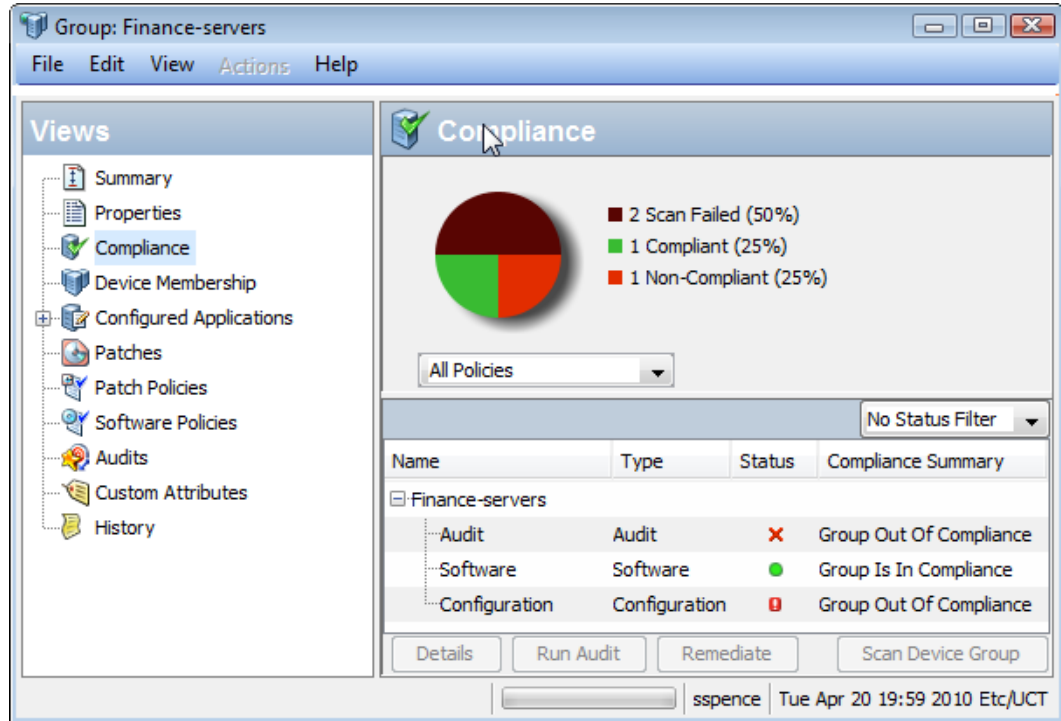 Group: Finance-servers
File Edit View Actions Help
Views
Summary
Properties
Compliance
Device Membership
Configured Applications
Patches
Patch Policies
Software Policies
Audits
Custom Attributes
History
Compliance
2 Scan Failed (50%)
1 Compliant (25%)
1 Non-Compliant (25%)
All Policies
No Status Filter
Name Type Status Compliance Summary
Finance-servers
Audit Audit Group Out Of Compliance
Software Software Group Is In Compliance
Configuration Configuration Group Out Of Compliance
Details Run Audit Remediate Scan Device Group
sspence Tue Apr 20 19:59 2010 Etc/UCT